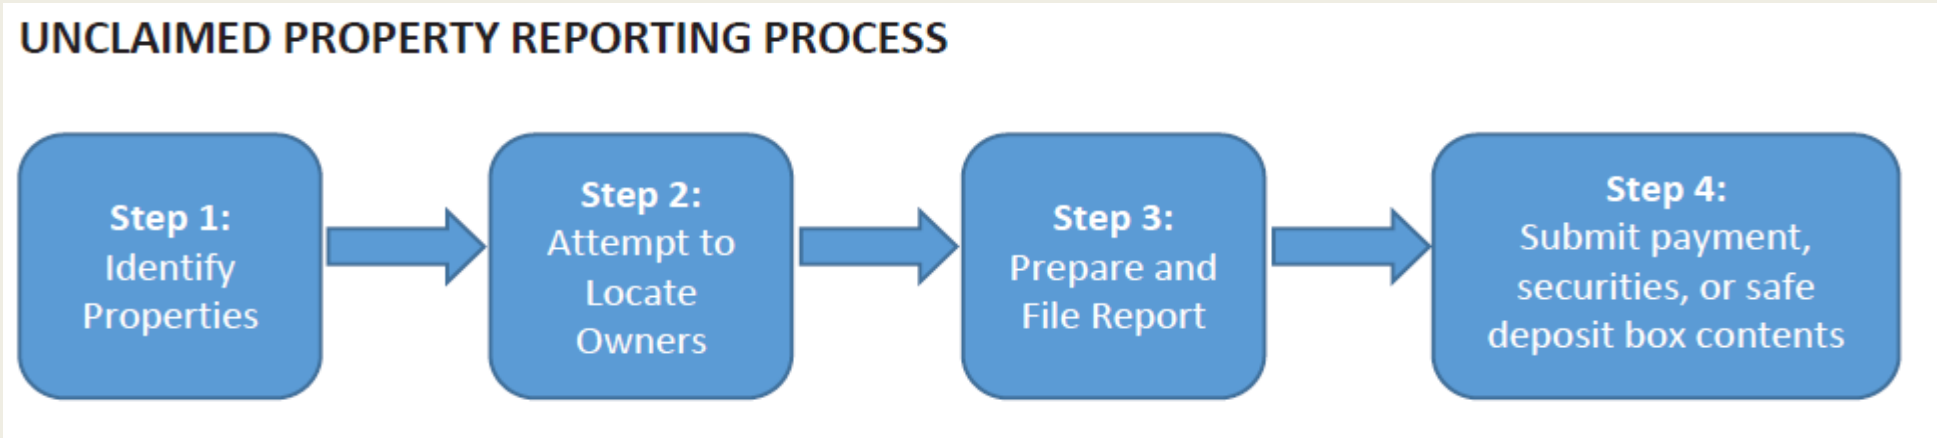 UNCLAIMED PROPERTY REPORTING PROCESS
Step 1:
Identify
Properties
Step 2:
Attempt to
Locate
Owners
Step 3:
Prepare and
File Report
Step 4:
Submit payment,
securities, or safe
deposit box contents